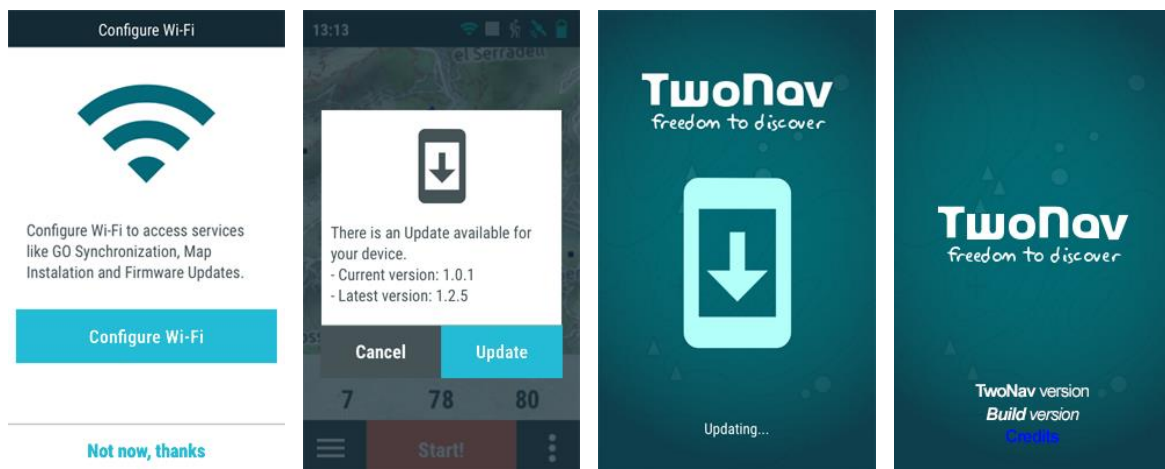 Configure Wi-Fi
Configure Wi-Fi to access services
like GO Synchronization, Map
Instalation and Firmware Updates.
Configure Wi-Fi
Not now, thanks
13:13
el Serradell
There is an Update available for
your device.
- Current version: 1.0.1
- Latest version: 1.2.5
Cancel
Update
7 78 80
Start!
TwoNav
freedom to discover
Updating...
TwoNav
freedom to discover
TwoNav version
Build version
Credits